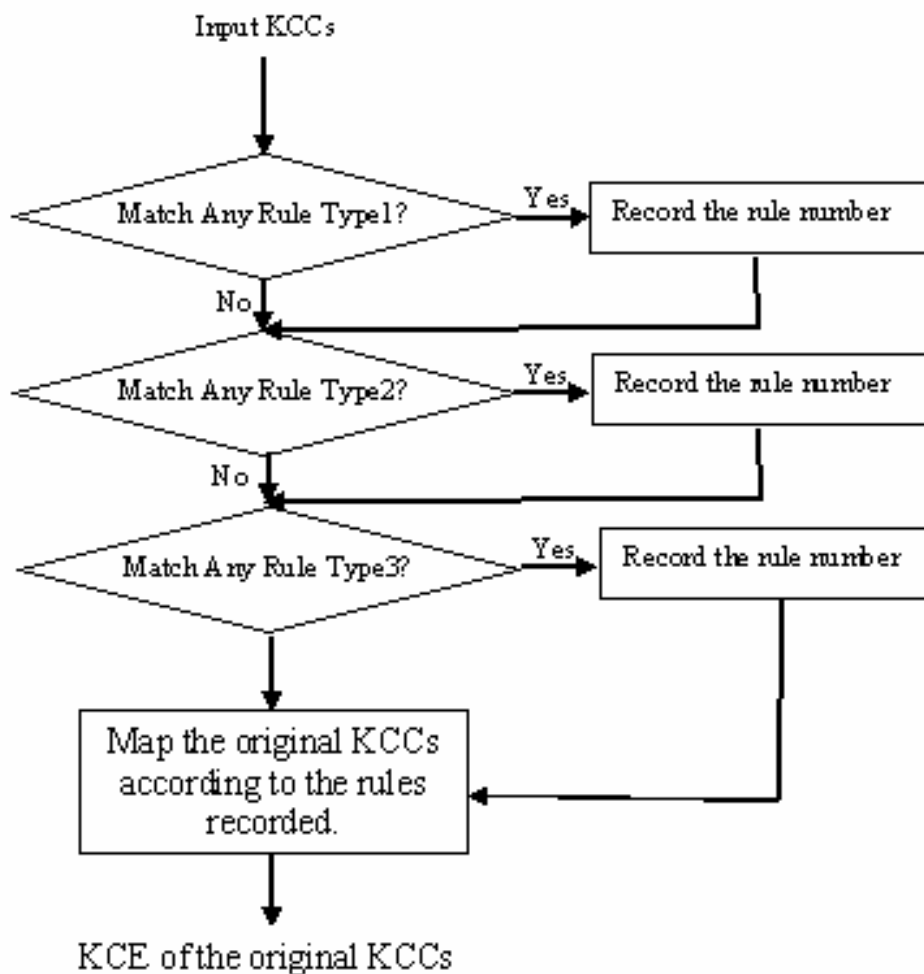 Input KCCs
Match Any Rule Type1?
Yes
Record the rule number
No
Match Any Rule Type2?
Yes
Record the rule number
No
Match Any Rule Type3?
Yes
Record the rule number
Map the original KCCs
according to the rules
recorded.
KCE of the original KCCs